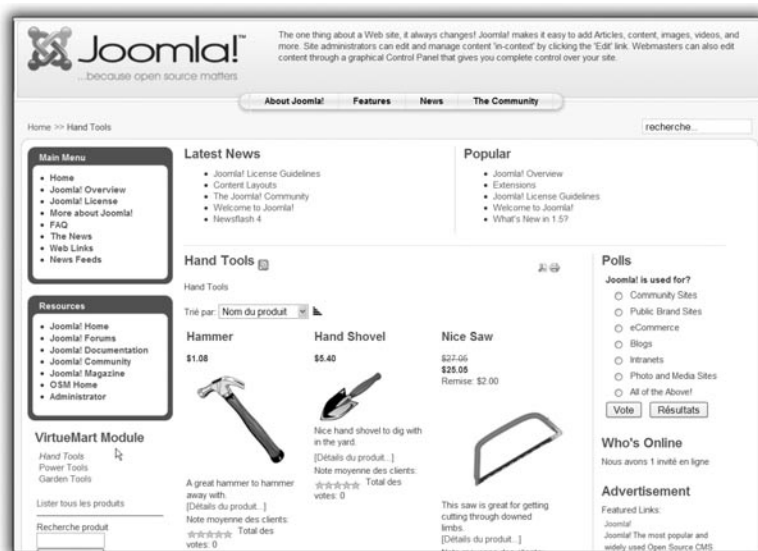 Joomla!™
...because open source matters
The one thing about a Web site, it always changes! Joomla! makes it easy to add Articles, content, images, videos, and
more. Site administrators can edit and manage content 'in-context' by clicking the 'Edit' link. Webmasters can also edit
content through a graphical Control Panel that gives you complete control over your site.
About Joomla! Features News The Community
Home >> Hand Tools
recherche...
Main Menu
Home
Joomla! Overview
Joomla! License
More about Joomla!
FAQ
The News
Web Links
News Feeds
Resources
Joomla! Home
Joomla! Forums
Joomla! Documentation
Joomla! Community
Joomla! Magazine
OSM Home
Administrator
VirtueMart Module
Hand Tools
Power Tools
Garden Tools
Lister tous les produits
Recherche produit
Latest News
Joomla! License Guidelines
Content Layouts
The Joomla! Community
Welcome to Joomla!
Newsflash 4
Popular
Joomla! Overview
Extensions
Joomla! License Guidelines
Welcome to Joomla!
What's New in 1.5?
Hand Tools
Hand Tools
Trié par: Nom du produit
Hammer
$1.08
A great hammer to hammer
away with.
[Détails du produit...]
Note moyenne des clients:
Total des
votes: 0
Hand Shovel
$5.40
Nice hand shovel to dig with
in the yard.
[Détails du produit...]
Note moyenne des clients:
Total des
votes: 0
Nice Saw
$27.05
$25.05
Remise: $2.00
This saw is great for getting
cutting through downed
limbs.
[Détails du produit...]
Polls
Joomla! is used for?
Community Sites
Public Brand Sites
eCommerce
Blogs
Intranets
Photo and Media Sites
All of the Above!
Vote Résultats
Who's Online
Nous avons 1 invité en ligne
Advertisement
Featured Links:
Joomla!
Joomla! The most popular and
widely used Open Source CMS